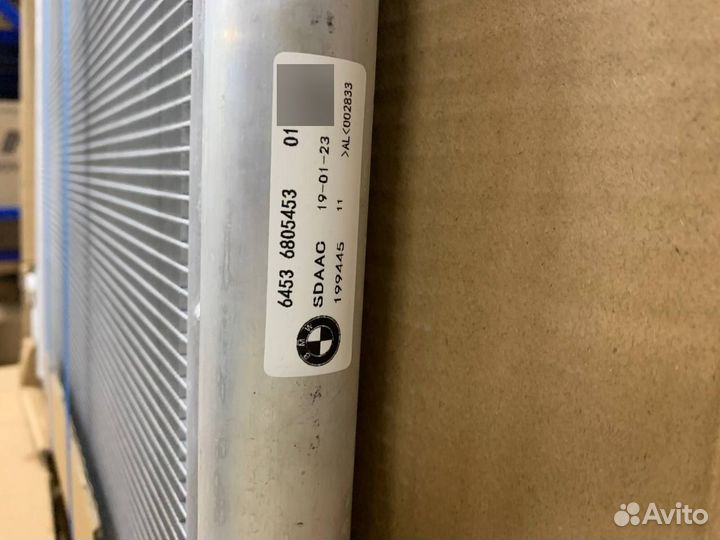 6453 6805453 01
SDAAC 19-01-23
199445 11 >AL<002833
BMW
Avito